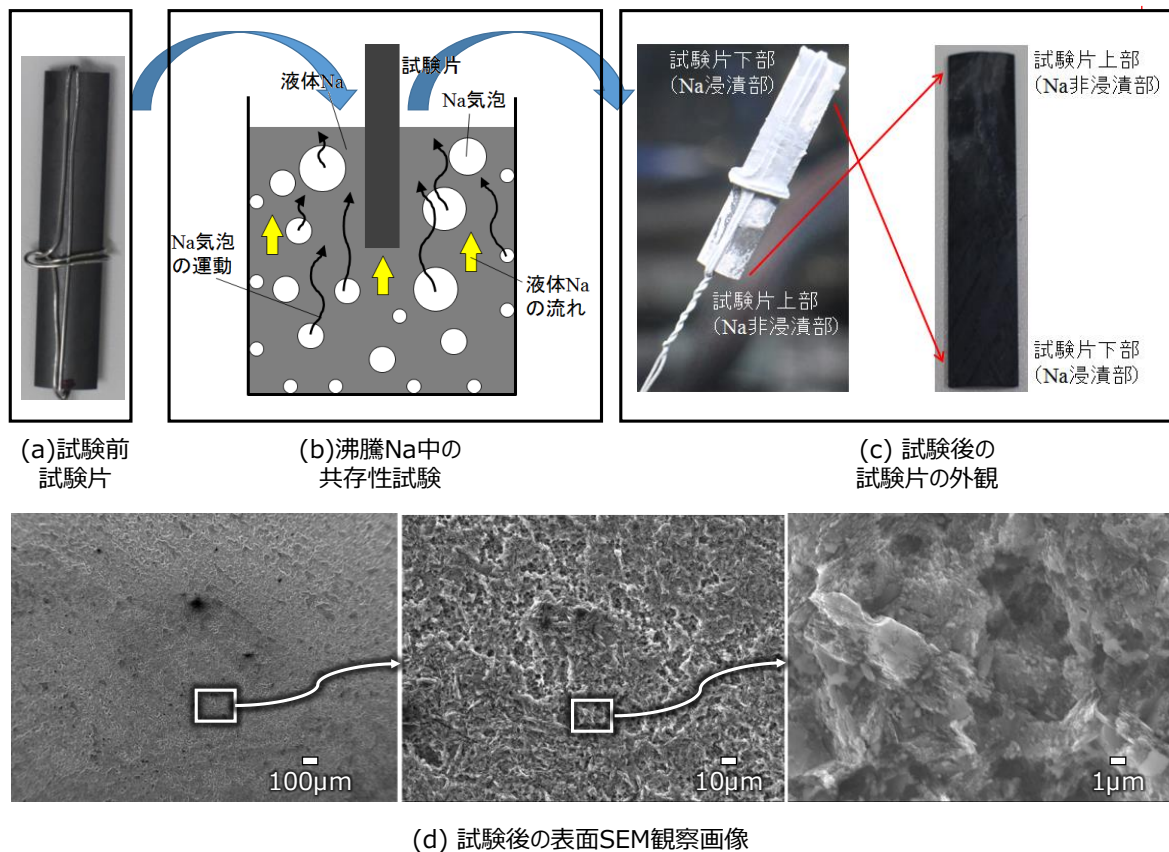 試験片
液体Na
Na気泡
Na気泡
の運動
液体Na
の流れ
試験片下部
(Na浸漬部)
試験片上部
(Na非浸漬部)
試験片上部
(Na非浸漬部)
試験片下部
(Na浸漬部)
(a)試験前
試験片
(b)沸騰Na中の
共存性試験
(c) 試験後の
試験片の外観
100μm
10μm
1μm
(d) 試験後の表面SEM観察画像